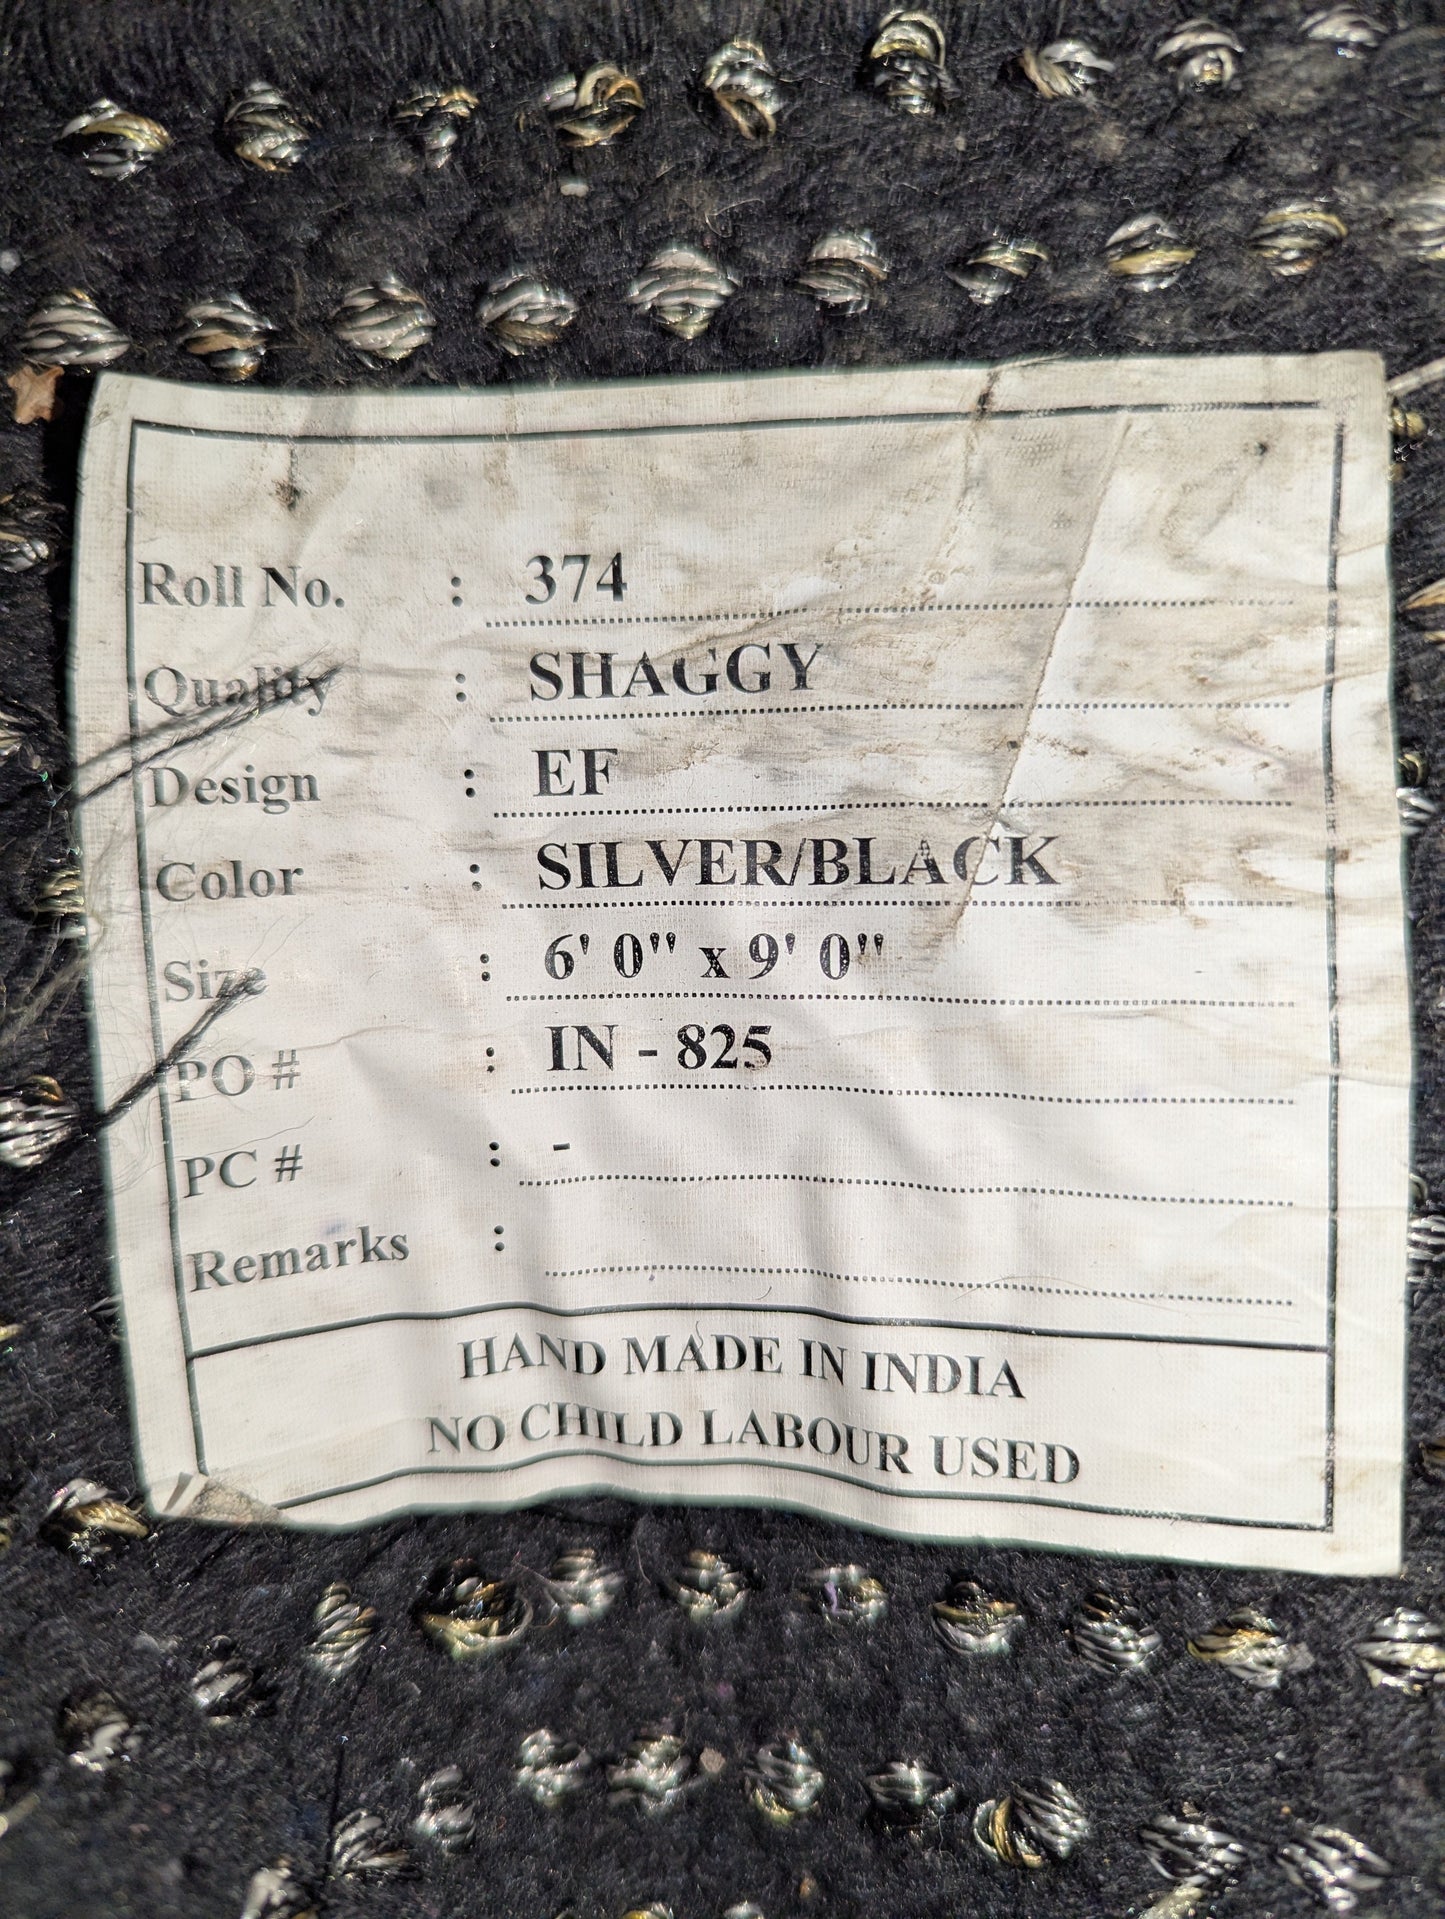 Roll No. : 374
Quality : SHAGGY
Design : EF
Color : SILVER/BLACK
Size : 6' 0" x 9' 0"
PO # : IN - 825
PC # : -
Remarks :
HAND MADE IN INDIA
NO CHILD LABOUR USED